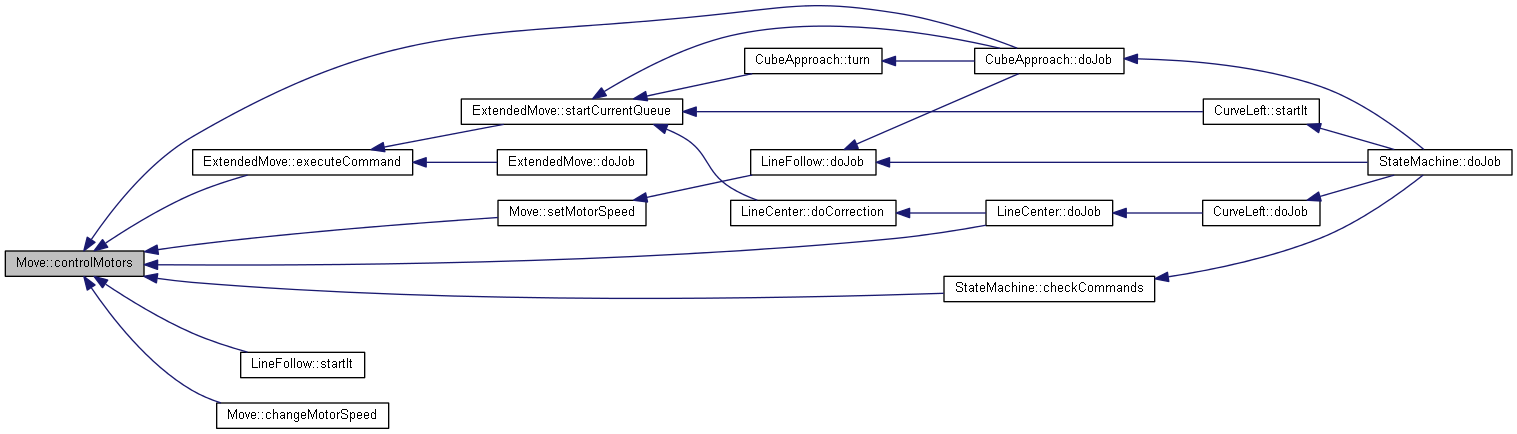 CubeApproach::turn
CubeApproach::doJob
ExtendedMove::startCurrentQueue
CurveLeft::startIt
ExtendedMove::executeCommand
ExtendedMove::doJob
LineFollow::doJob
StateMachine::doJob
Move::setMotorSpeed
LineCenter::doCorrection
LineCenter::doJob
CurveLeft::doJob
Move::controlMotors
StateMachine::checkCommands
LineFollow::startIt
Move::changeMotorSpeed